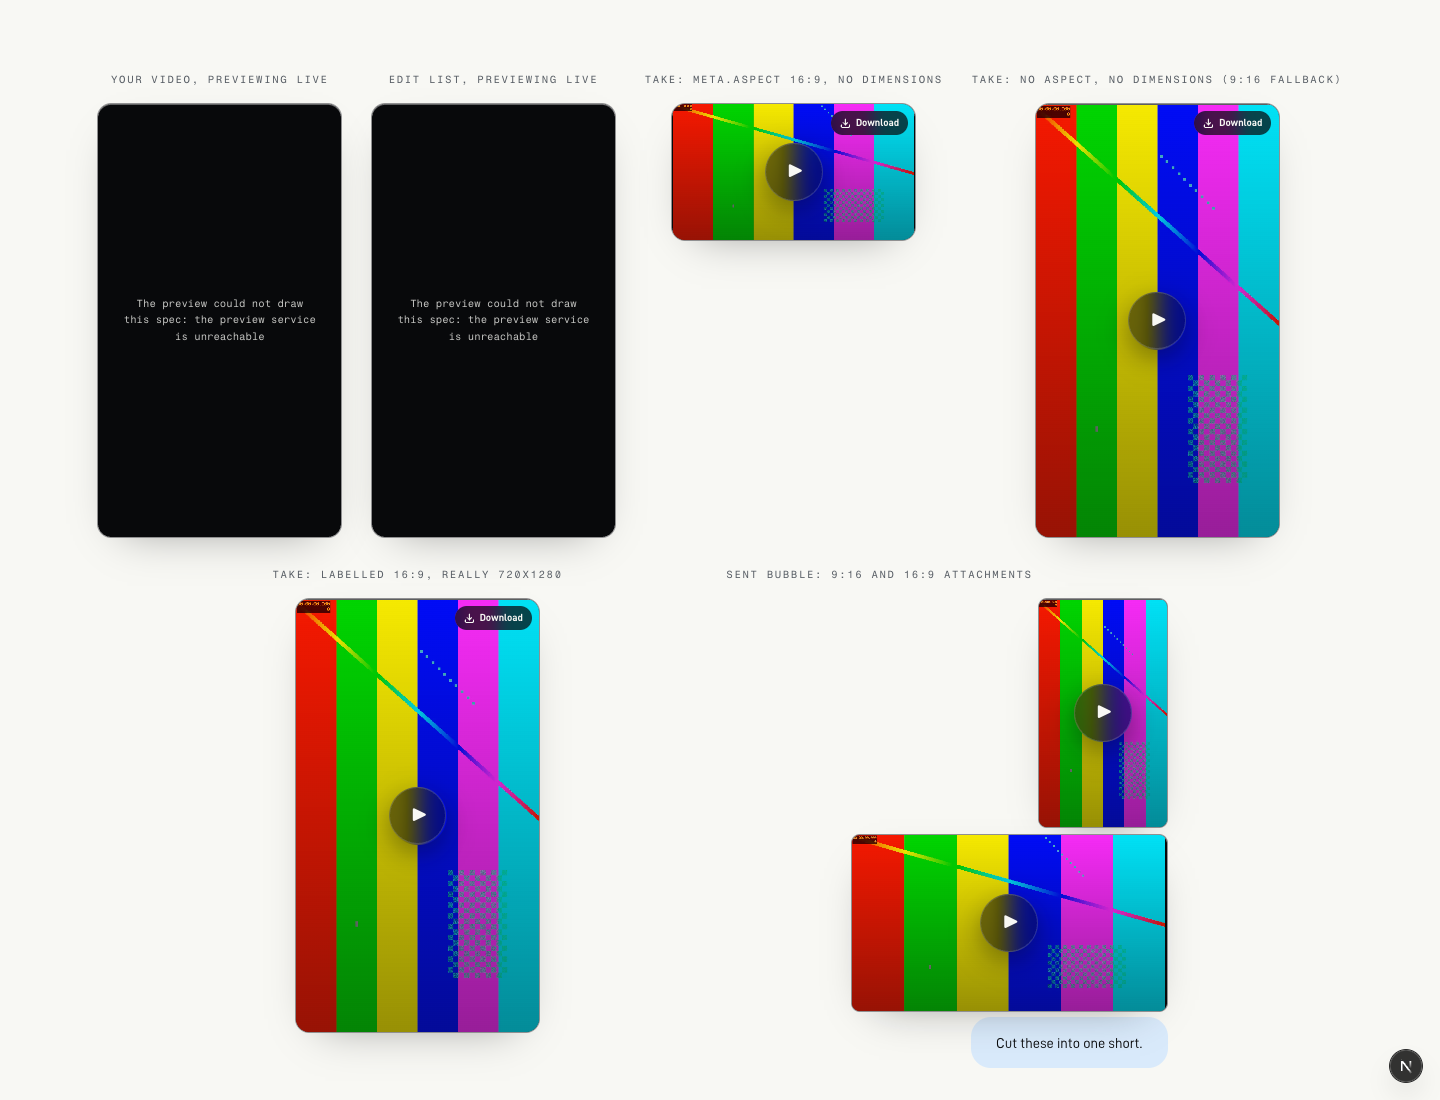 YOUR VIDEO, PREVIEWING LIVE
EDIT LIST, PREVIEWING LIVE
TAKE: META.ASPECT 16:9, NO DIMENSIONS
TAKE: NO ASPECT, NO DIMENSIONS (9:16 FALLBACK)
The preview could not draw
this spec: the preview service
is unreachable
The preview could not draw
this spec: the preview service
is unreachable
Download
Download
TAKE: LABELLED 16:9, REALLY 720X1280
SENT BUBBLE: 9:16 AND 16:9 ATTACHMENTS
Download
Cut these into one short.
N